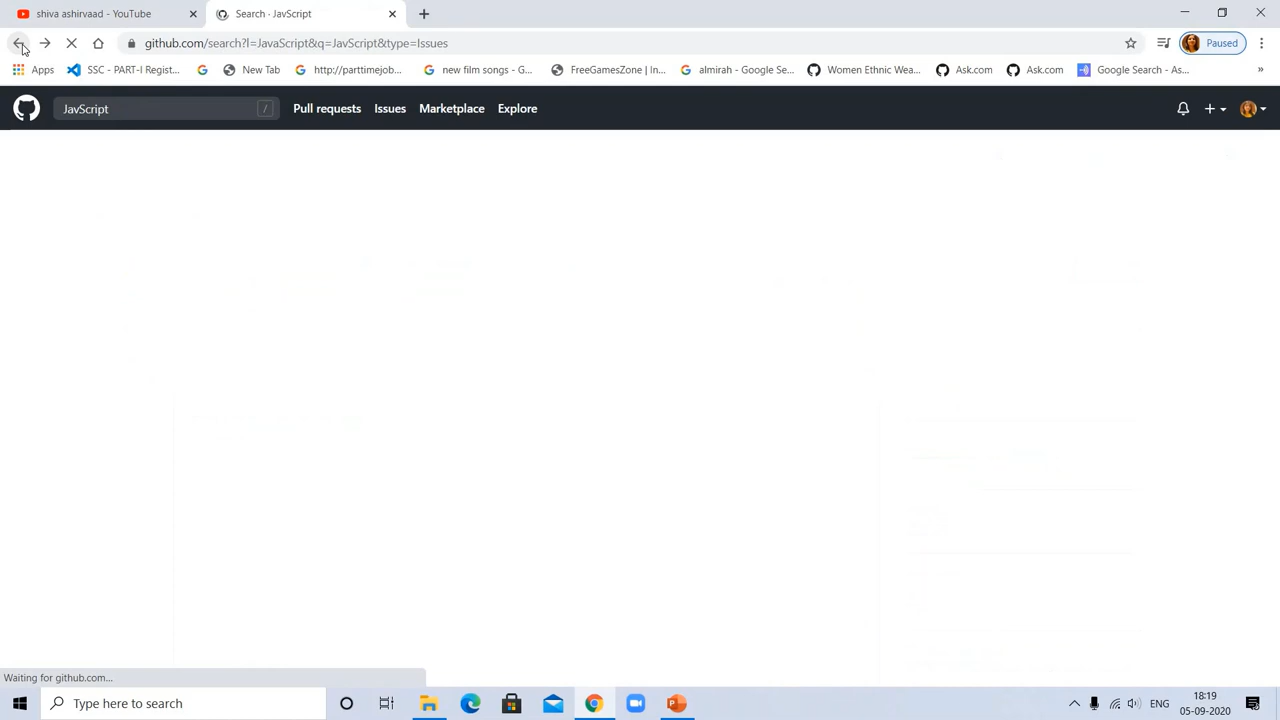 shiva ashirvaad - YouTube
Search · JavScript
github.com/search?l=JavaScript&q=JavScript&type=Issues
Paused
Apps
SSC - PART-I Regist...
New Tab
http://parttimejob...
new film songs - G...
FreeGamesZone | In...
almirah - Google Se...
Women Ethnic Wea...
Ask.com
Ask.com
Google Search - As...
»
JavScript
/
Pull requests
Issues
Marketplace
Explore
Waiting for github.com...
Type here to search
ENG
18:19
05-09-2020